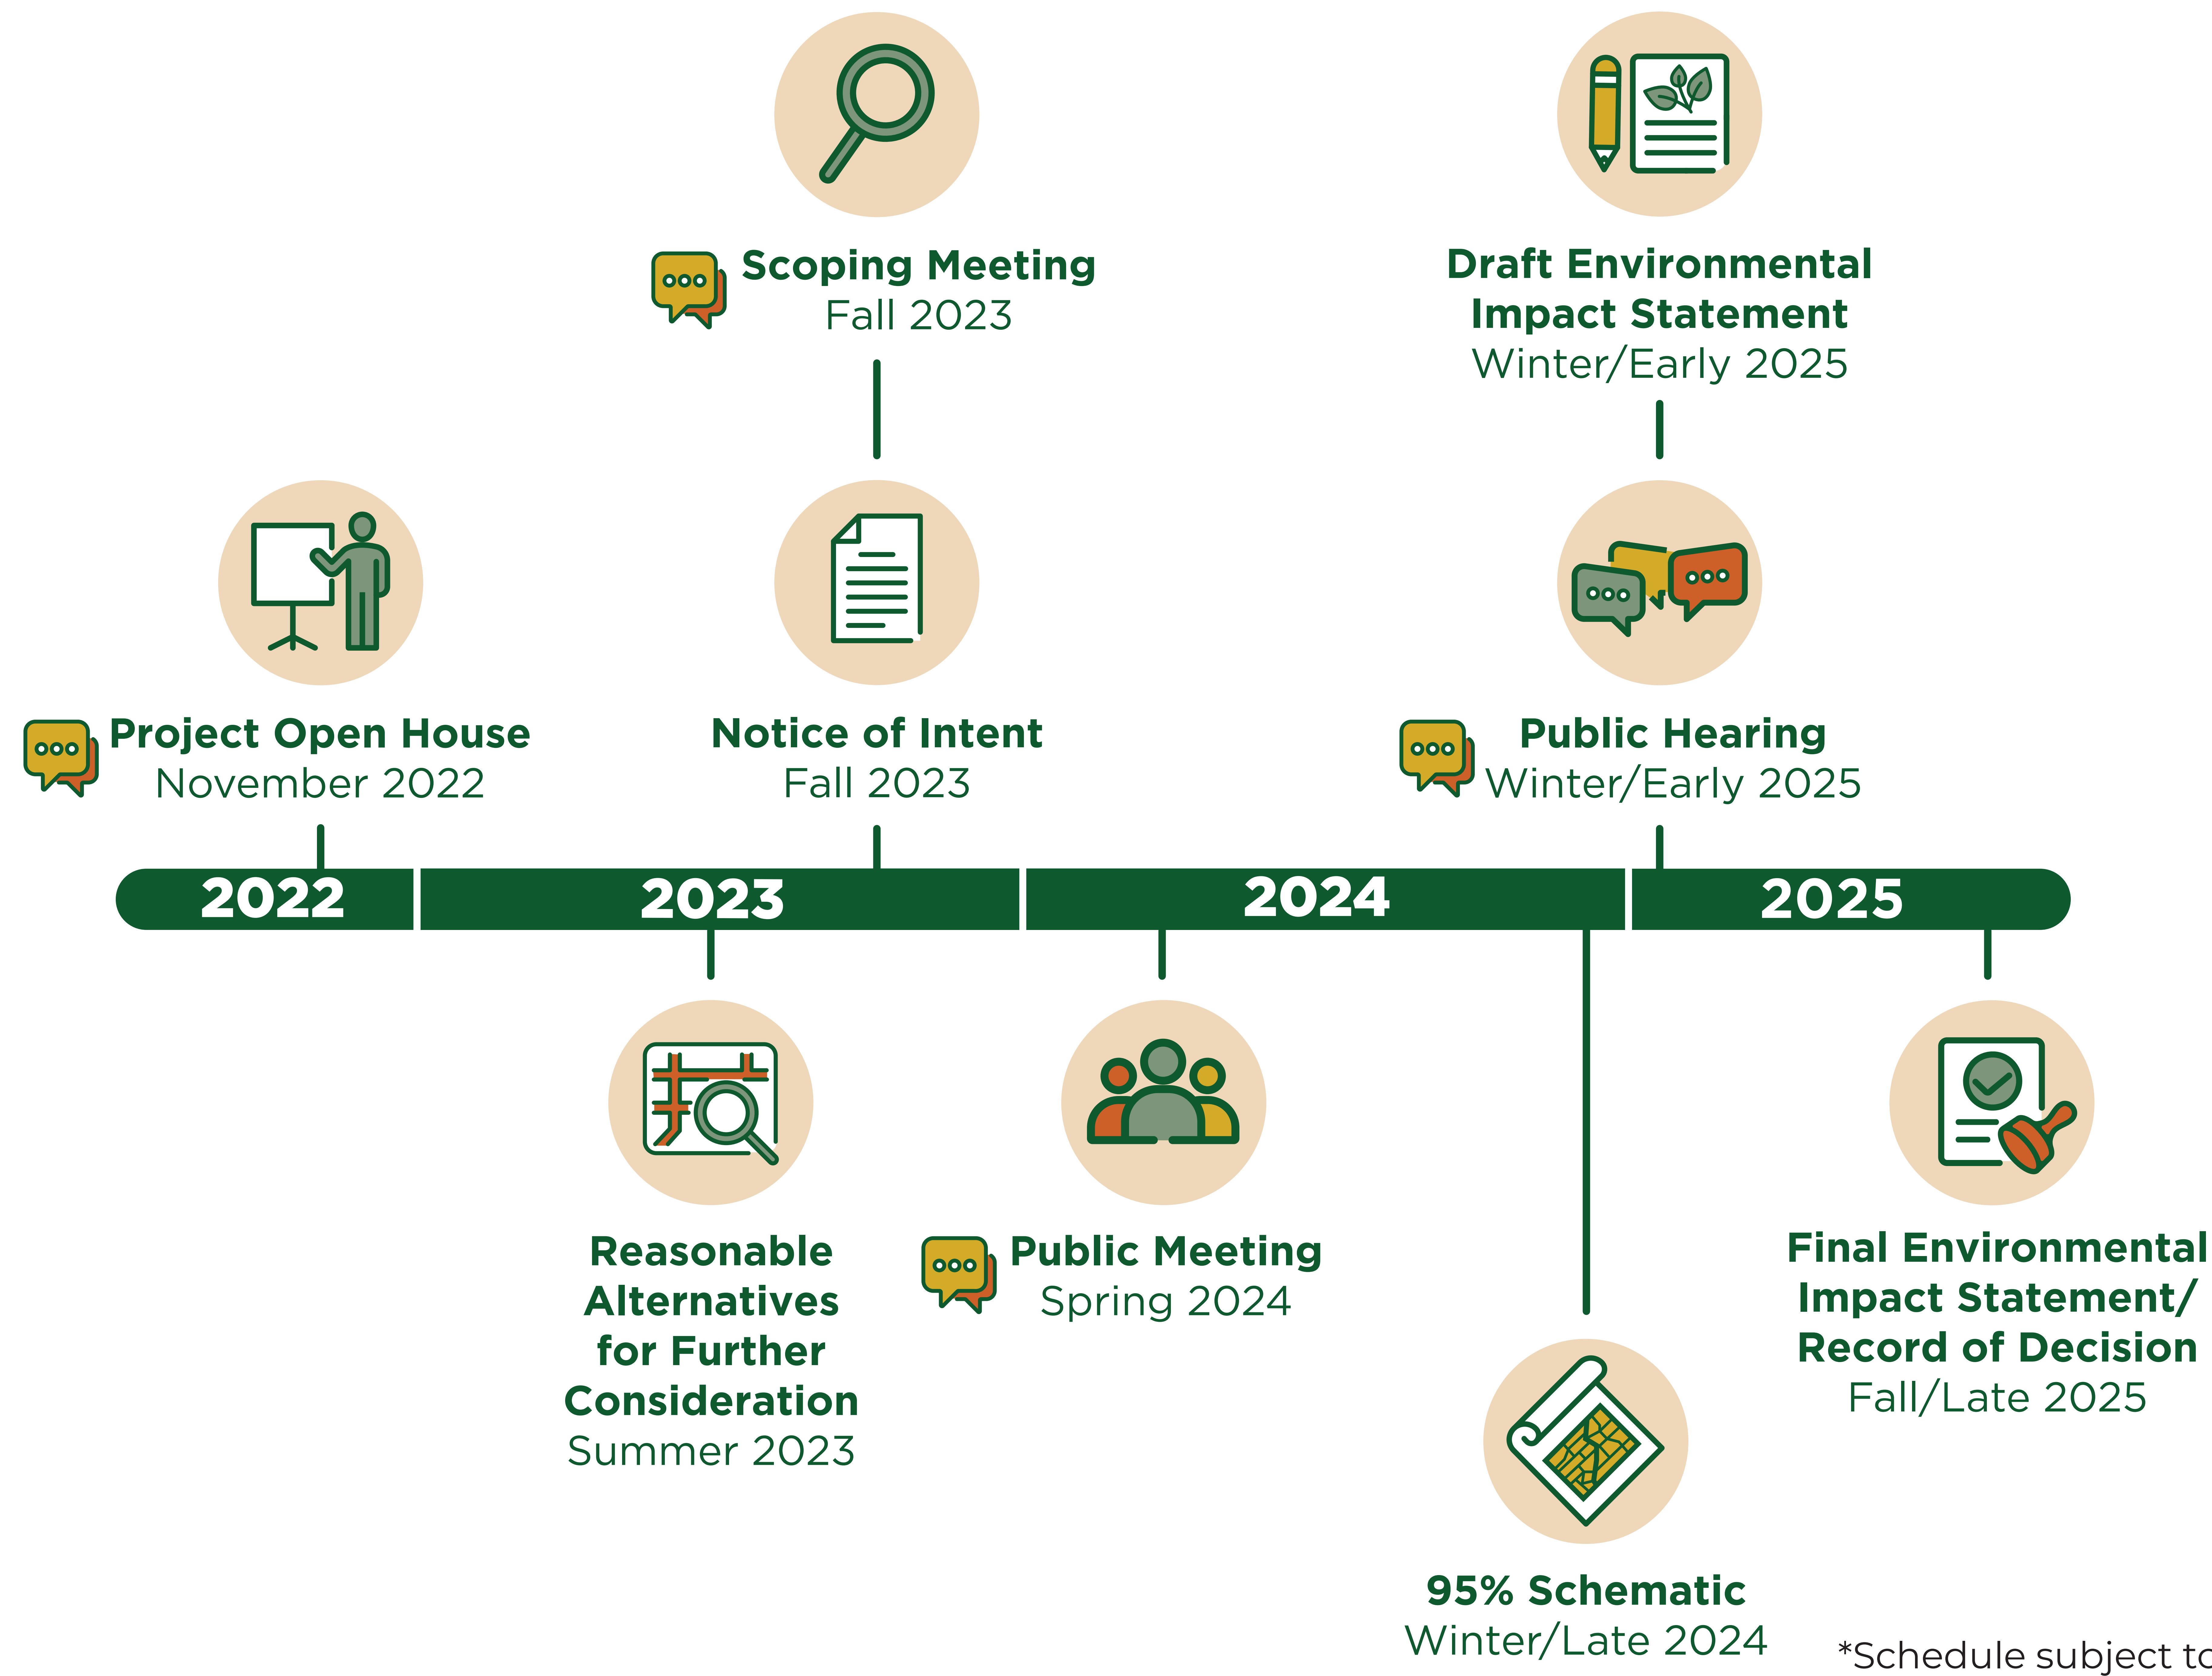 Scoping Meeting
Fall 2023
Draft Environmental
Impact Statement
Winter/Early 2025
Project Open House
November 2022
Notice of Intent
Fall 2023
Public Hearing
Winter/Early 2025
2022
2023
2024
2025
Reasonable
Alternatives
for Further
Consideration
Summer 2023
Public Meeting
Spring 2024
95% Schematic
Winter/Late 2024
Final Environmental
Impact Statement/
Record of Decision
Fall/Late 2025
*Schedule subject